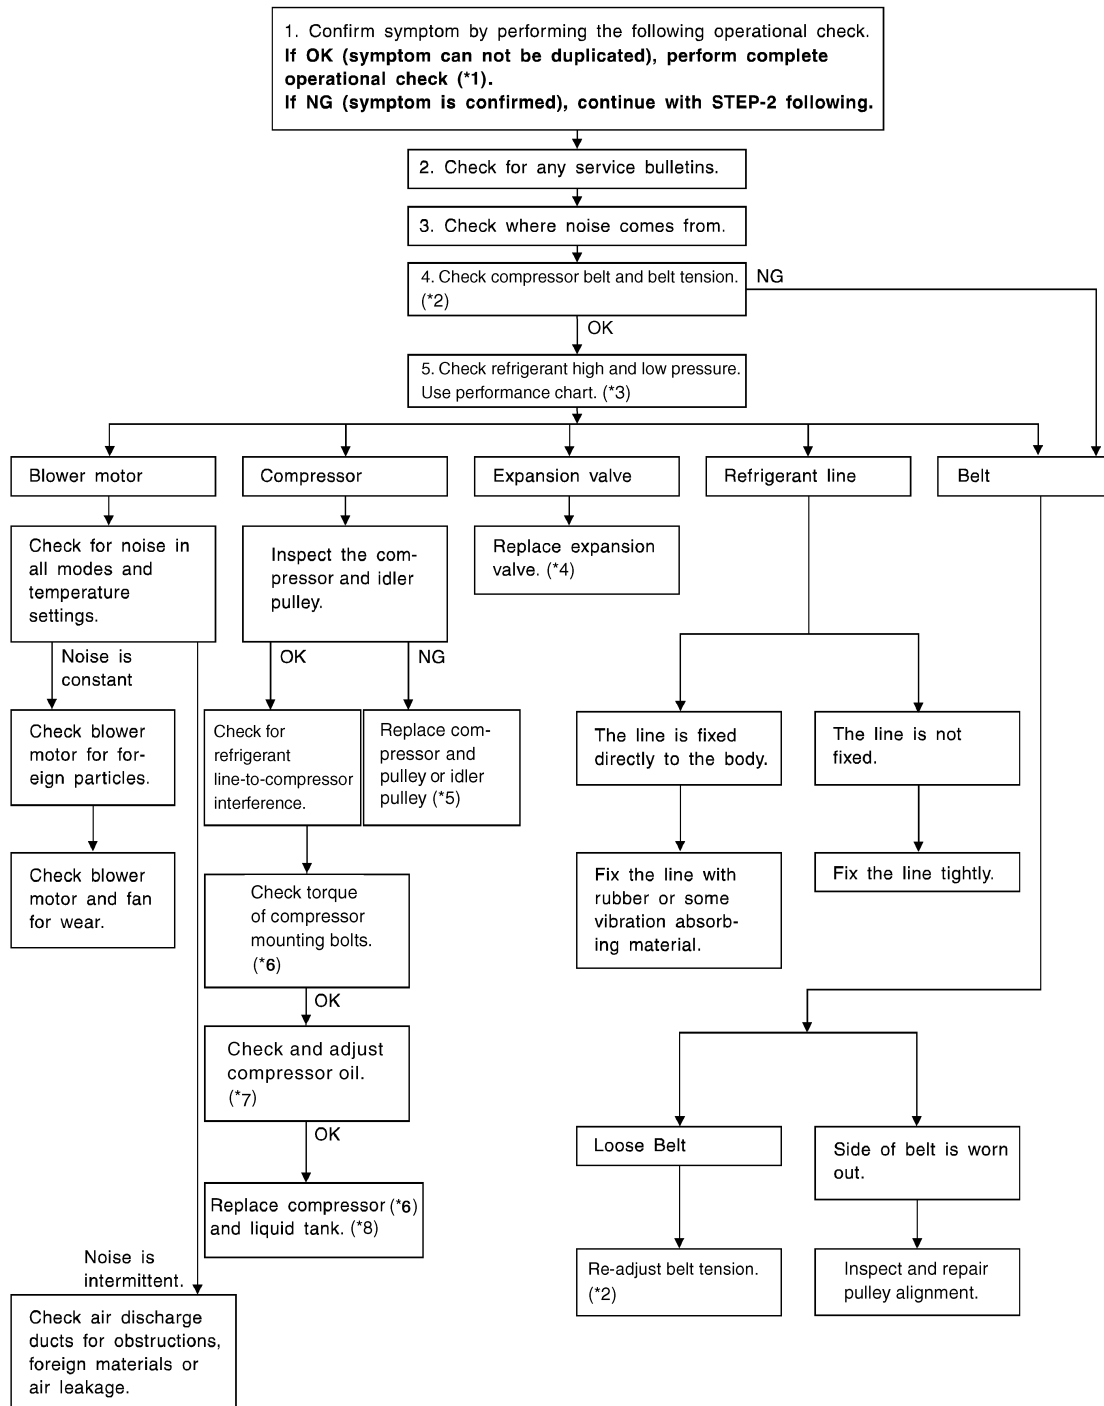 1. Confirm symptom by performing the following operational check.
If OK (symptom can not be duplicated), perform complete
operational check (*1).
If NG (symptom is confirmed), continue with STEP-2 following.
2. Check for any service bulletins.
3. Check where noise comes from.
4. Check compressor belt and belt tension.
(*2)
NG
OK
5. Check refrigerant high and low pressure.
Use performance chart. (*3)
Blower motor
Compressor
Expansion valve
Refrigerant line
Belt
Check for noise in
all modes and
temperature
settings.
Inspect the com-
pressor and idler
pulley.
Replace expansion
valve. (*4)
Noise is
constant
OK
NG
Check blower
motor for for-
eign particles.
Check for
refrigerant
line-to-compressor
interference.
Replace com-
pressor and
pulley or idler
pulley (*5)
The line is fixed
directly to the body.
The line is not
fixed.
Check blower
motor and fan
for wear.
Check torque
of compressor
mounting bolts.
(*6)
Fix the line with
rubber or some
vibration absorb-
ing material.
Fix the line tightly.
OK
Check and adjust
compressor oil.
(*7)
OK
Loose Belt
Side of belt is worn
out.
Replace compressor (*6)
and liquid tank. (*8)
Noise is
intermittent.
Re-adjust belt tension.
(*2)
Inspect and repair
pulley alignment.
Check air discharge
ducts for obstructions,
foreign materials or
air leakage.